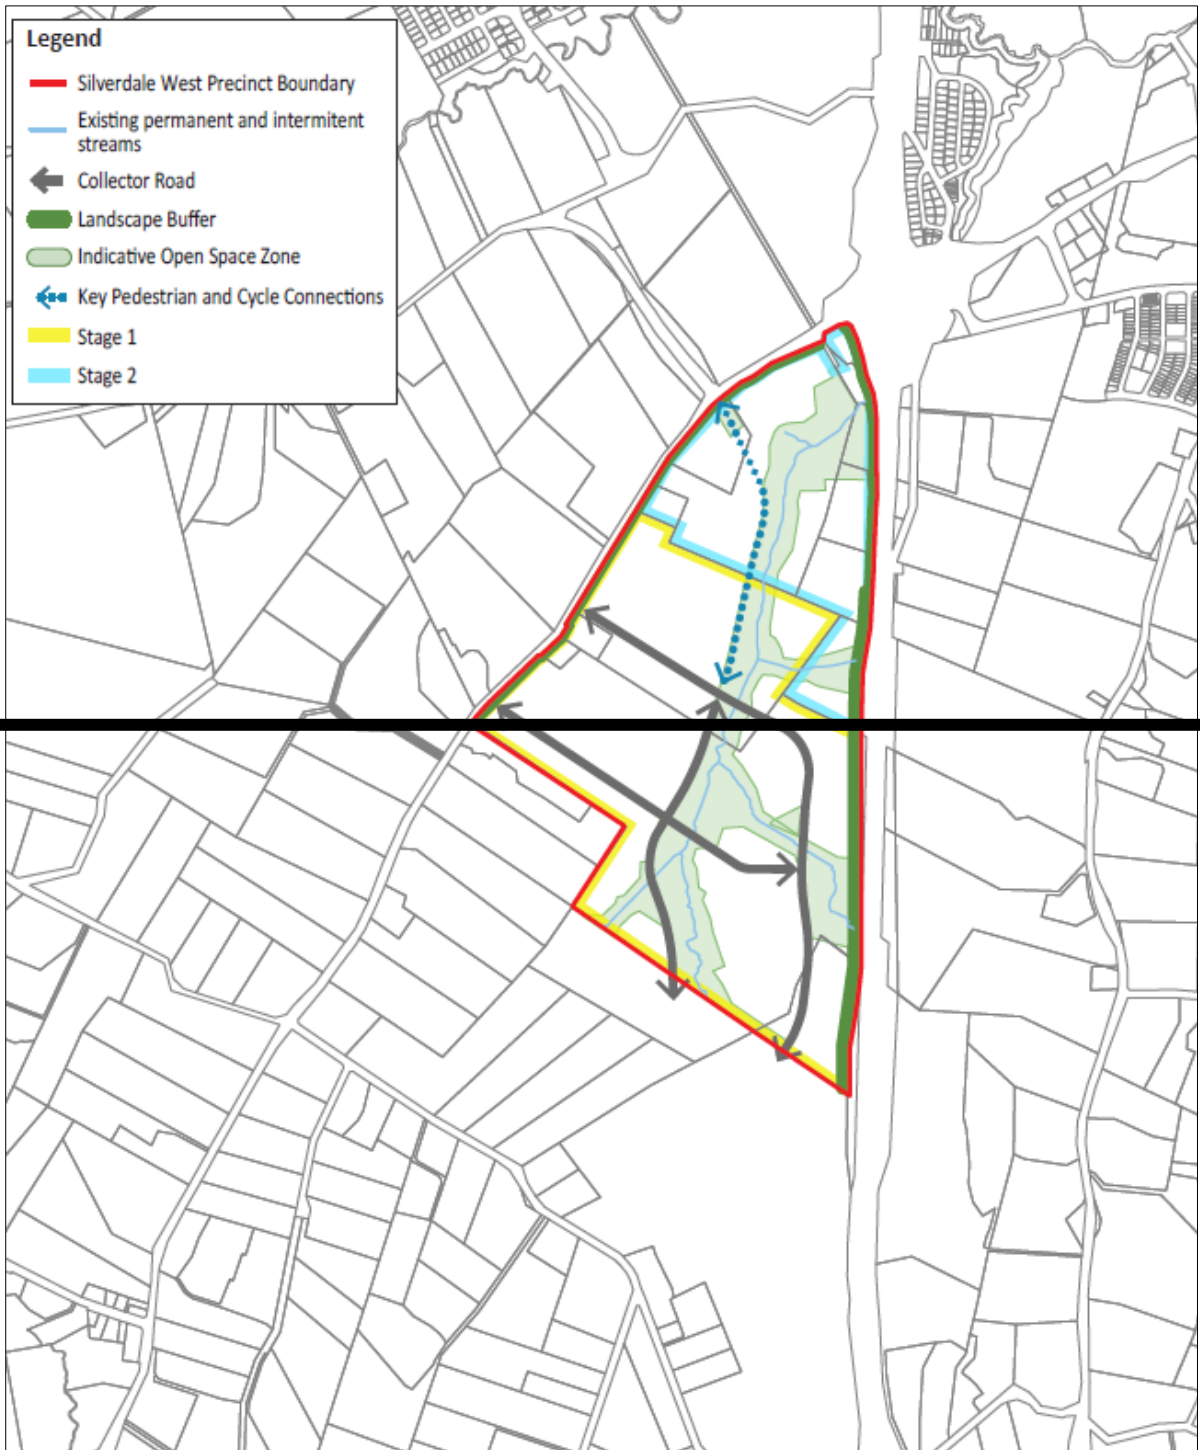 Legend
Silverdale West Precinct Boundary
Existing permanent and intermitent
streams
Collector Road
Landscape Buffer
Indicative Open Space Zone
Key Pedestrian and Cycle Connections
Stage 1
Stage 2